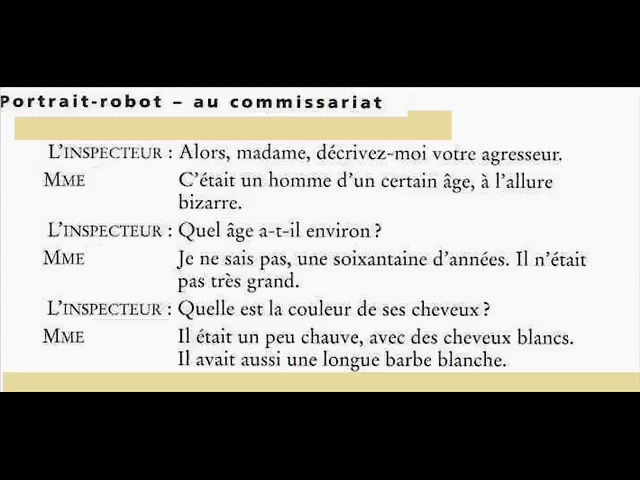 Portrait-robot – au commissariat
L'INSPECTEUR : Alors, madame, décrivez-moi votre agresseur.
MME C'était un homme d'un certain âge, à l'allure
bizarre.
L'INSPECTEUR : Quel âge a-t-il environ ?
MME Je ne sais pas, une soixantaine d'années. Il n'était
pas très grand.
L'INSPECTEUR : Quelle est la couleur de ses cheveux ?
MME Il était un peu chauve, avec des cheveux blancs.
Il avait aussi une longue barbe blanche.